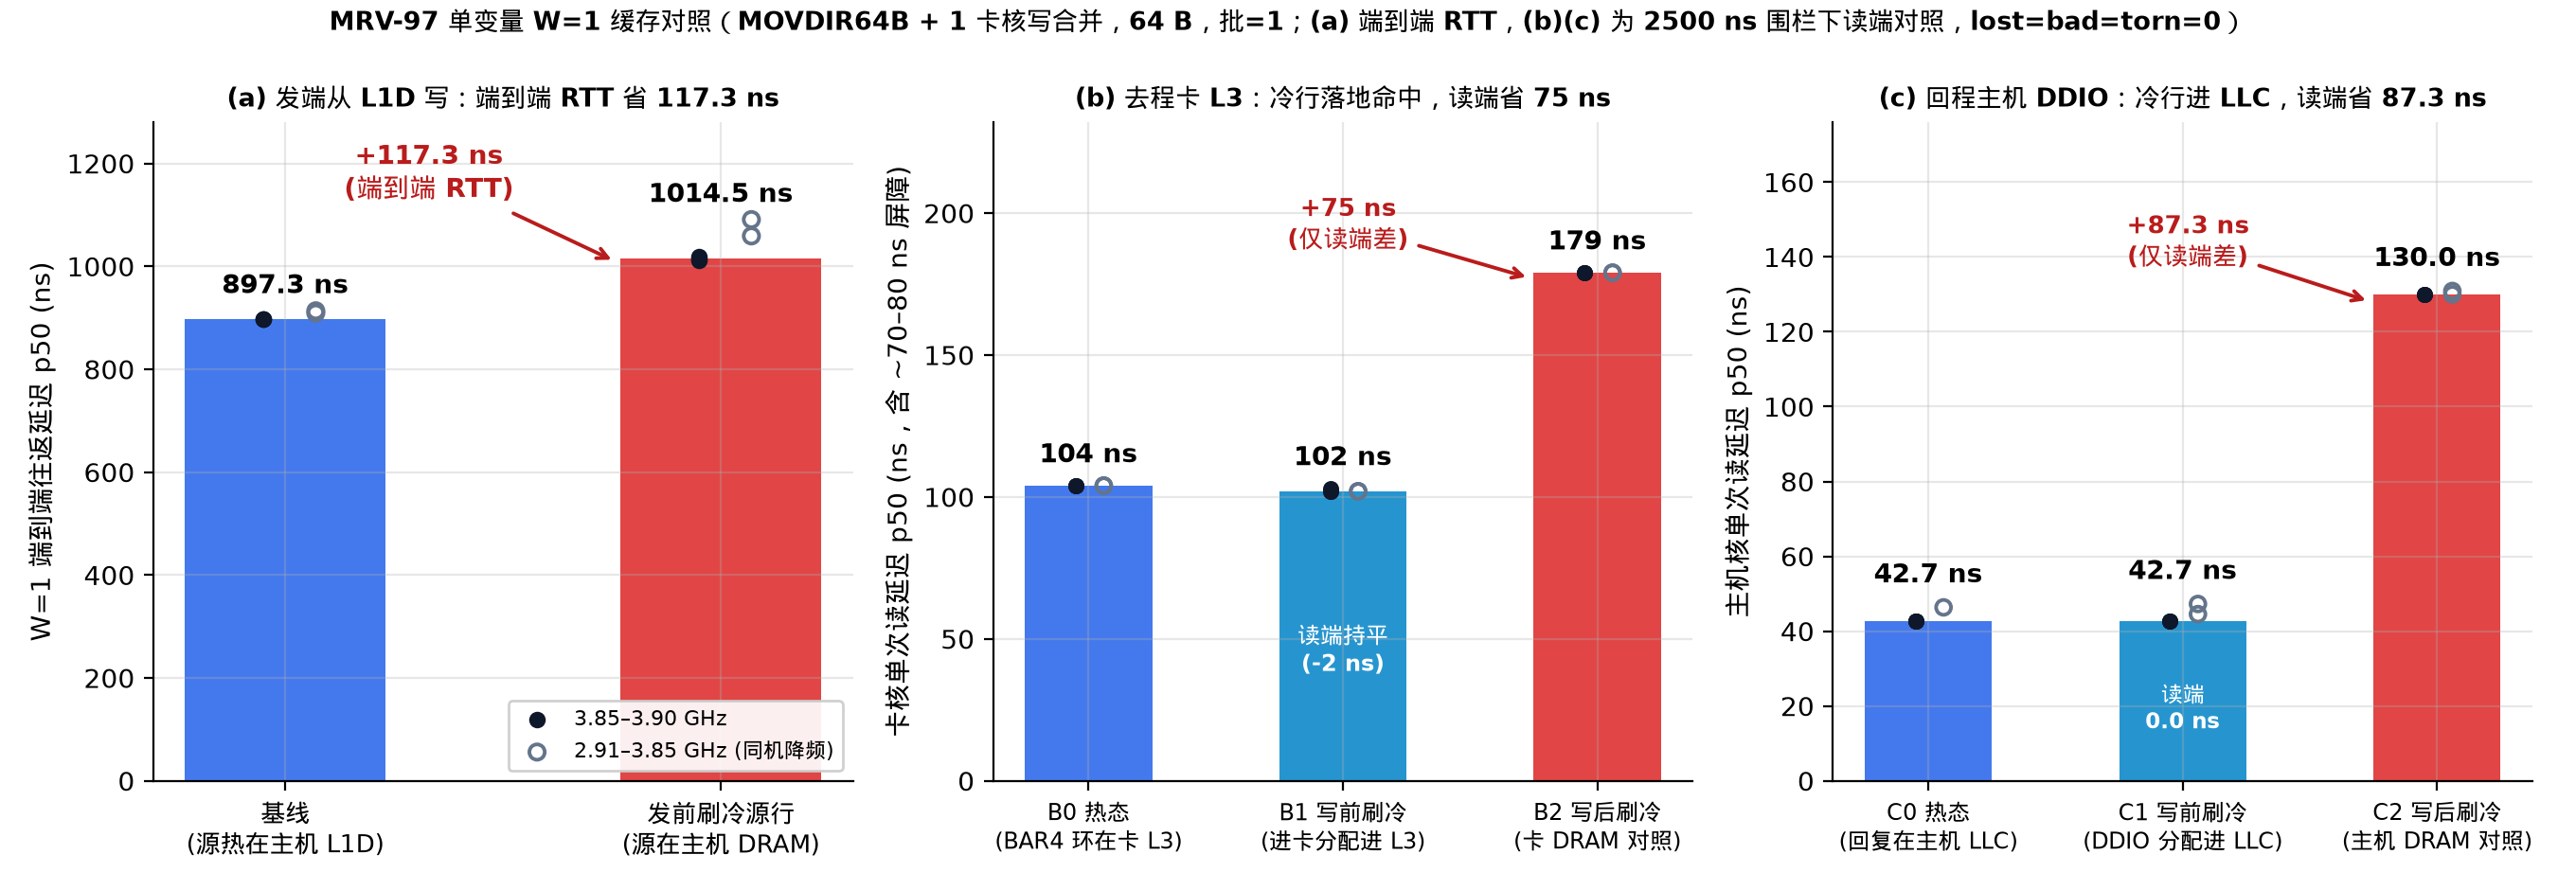 MRV-97 单变量 W=1 缓存对照（MOVDIR64B + 1 卡核写合并，64 B，批=1；(a) 端到端 RTT，(b)(c) 为 2500 ns 围栏下读端对照，lost=bad=torn=0）
(a) 发端从 L1D 写：端到端 RTT 省 117.3 ns
W=1 端到端往返延迟 p50 (ns)
1200
1000
800
600
400
200
0
+117.3 ns
(端到端 RTT)
897.3 ns
1014.5 ns
3.85–3.90 GHz
2.91–3.85 GHz (同机降频)
基线
(源热在主机 L1D)
发前刷冷源行
(源在主机 DRAM)
(b) 去程卡 L3：冷行落地命中，读端省 75 ns
卡核单次读延迟 p50 (ns，含 ~70–80 ns 屏障)
200
150
100
50
0
+75 ns
(仅读端差)
104 ns
102 ns
179 ns
读端持平
(-2 ns)
B0 热态
(BAR4 环在卡 L3)
B1 写前刷冷
(进卡分配进 L3)
B2 写后刷冷
(卡 DRAM 对照)
(c) 回程主机 DDIO：冷行进 LLC，读端省 87.3 ns
主机核单次读延迟 p50 (ns)
160
140
120
100
80
60
40
20
0
+87.3 ns
(仅读端差)
42.7 ns
42.7 ns
130.0 ns
读端
0.0 ns
C0 热态
(回复在主机 LLC)
C1 写前刷冷
(DDIO 分配进 LLC)
C2 写后刷冷
(主机 DRAM 对照)